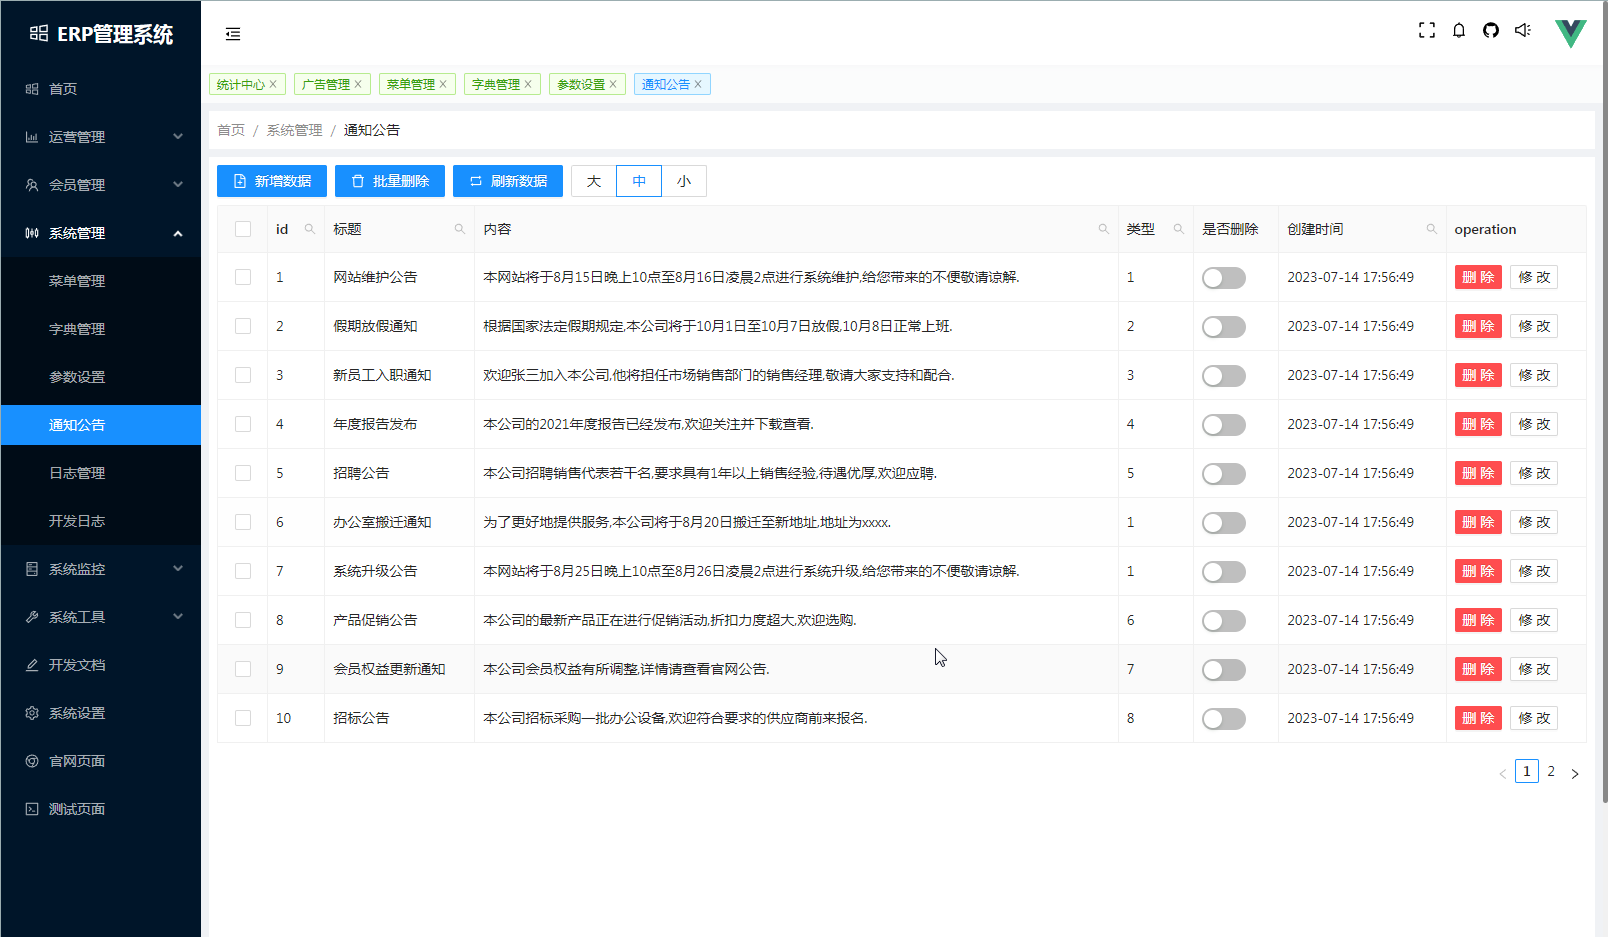 ERP管理系统
首页
运营管理
会员管理
系统管理
菜单管理
字典管理
参数设置
通知公告
日志管理
开发日志
系统监控
系统工具
开发文档
系统设置
官网页面
测试页面
统计中心 广告管理 菜单管理 字典管理 参数设置 通知公告
首页 / 系统管理 / 通知公告
新增数据 批量删除 刷新数据 大 中 小
id 标题 内容 类型 是否删除 创建时间 operation
1 网站维护公告 本网站将于8月15日晚上10点至8月16日凌晨2点进行系统维护,给您带来的不便敬请谅解. 1 2023-07-14 17:56:49 删 除 修 改
2 假期放假通知 根据国家法定假期规定,本公司将于10月1日至10月7日放假,10月8日正常上班. 2 2023-07-14 17:56:49 删 除 修 改
3 新员工入职通知 欢迎张三加入本公司,他将担任市场销售部门的销售经理,敬请大家支持和配合. 3 2023-07-14 17:56:49 删 除 修 改
4 年度报告发布 本公司的2021年度报告已经发布,欢迎关注并下载查看. 4 2023-07-14 17:56:49 删 除 修 改
5 招聘公告 本公司招聘销售代表若干名,要求具有1年以上销售经验,待遇优厚,欢迎应聘. 5 2023-07-14 17:56:49 删 除 修 改
6 办公室搬迁通知 为了更好地提供服务,本公司将于8月20日搬迁至新地址,地址为xxxx. 1 2023-07-14 17:56:49 删 除 修 改
7 系统升级公告 本网站将于8月25日晚上10点至8月26日凌晨2点进行系统升级,给您带来的不便敬请谅解. 1 2023-07-14 17:56:49 删 除 修 改
8 产品促销公告 本公司的最新产品正在进行促销活动,折扣力度超大,欢迎选购. 6 2023-07-14 17:56:49 删 除 修 改
9 会员权益更新通知 本公司会员权益有所调整,详情请查看官网公告. 7 2023-07-14 17:56:49 删 除 修 改
10 招标公告 本公司招标采购一批办公设备,欢迎符合要求的供应商前来报名. 8 2023-07-14 17:56:49 删 除 修 改
1 2